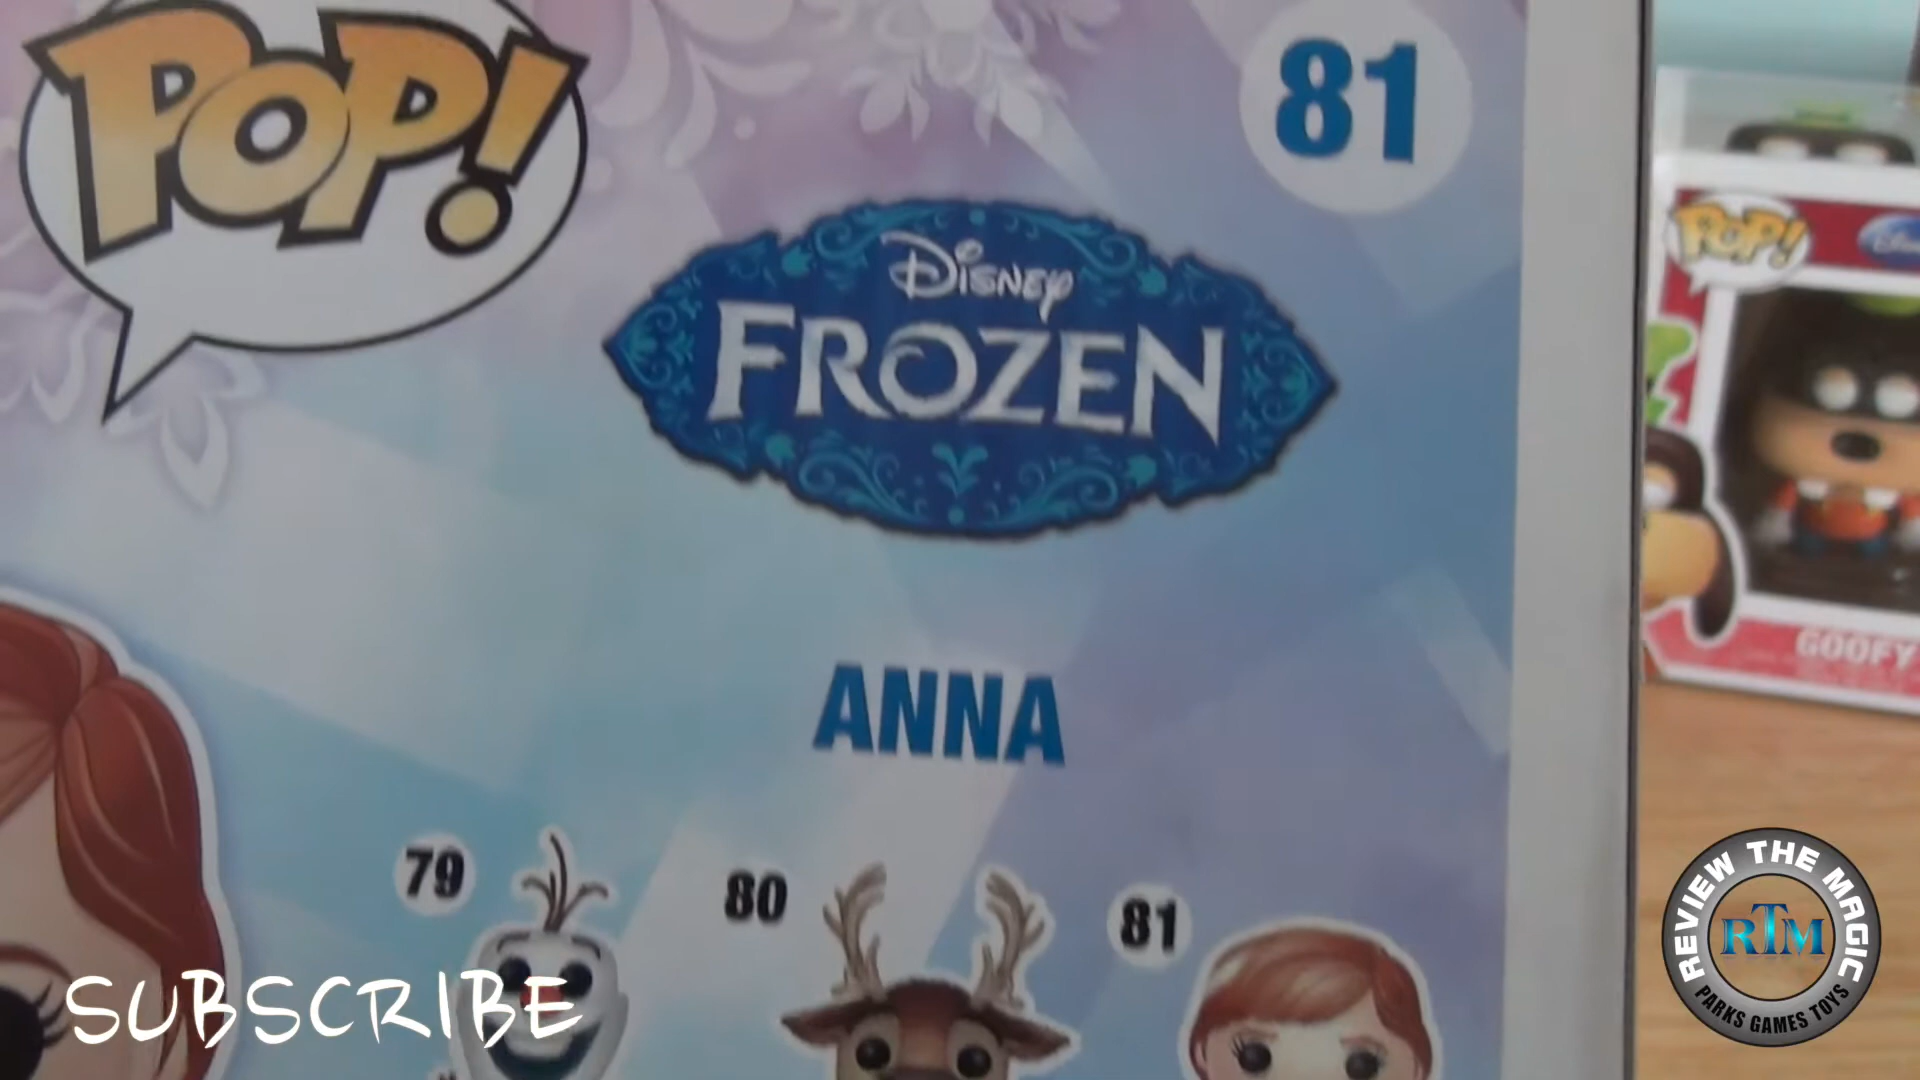 POP!
81
Disney
FROZEN
ANNA
79
80
81
POP!
GOOFY
SUBSCRIBE
REVIEW THE MAGIC
RTM
PARKS GAMES TOYS